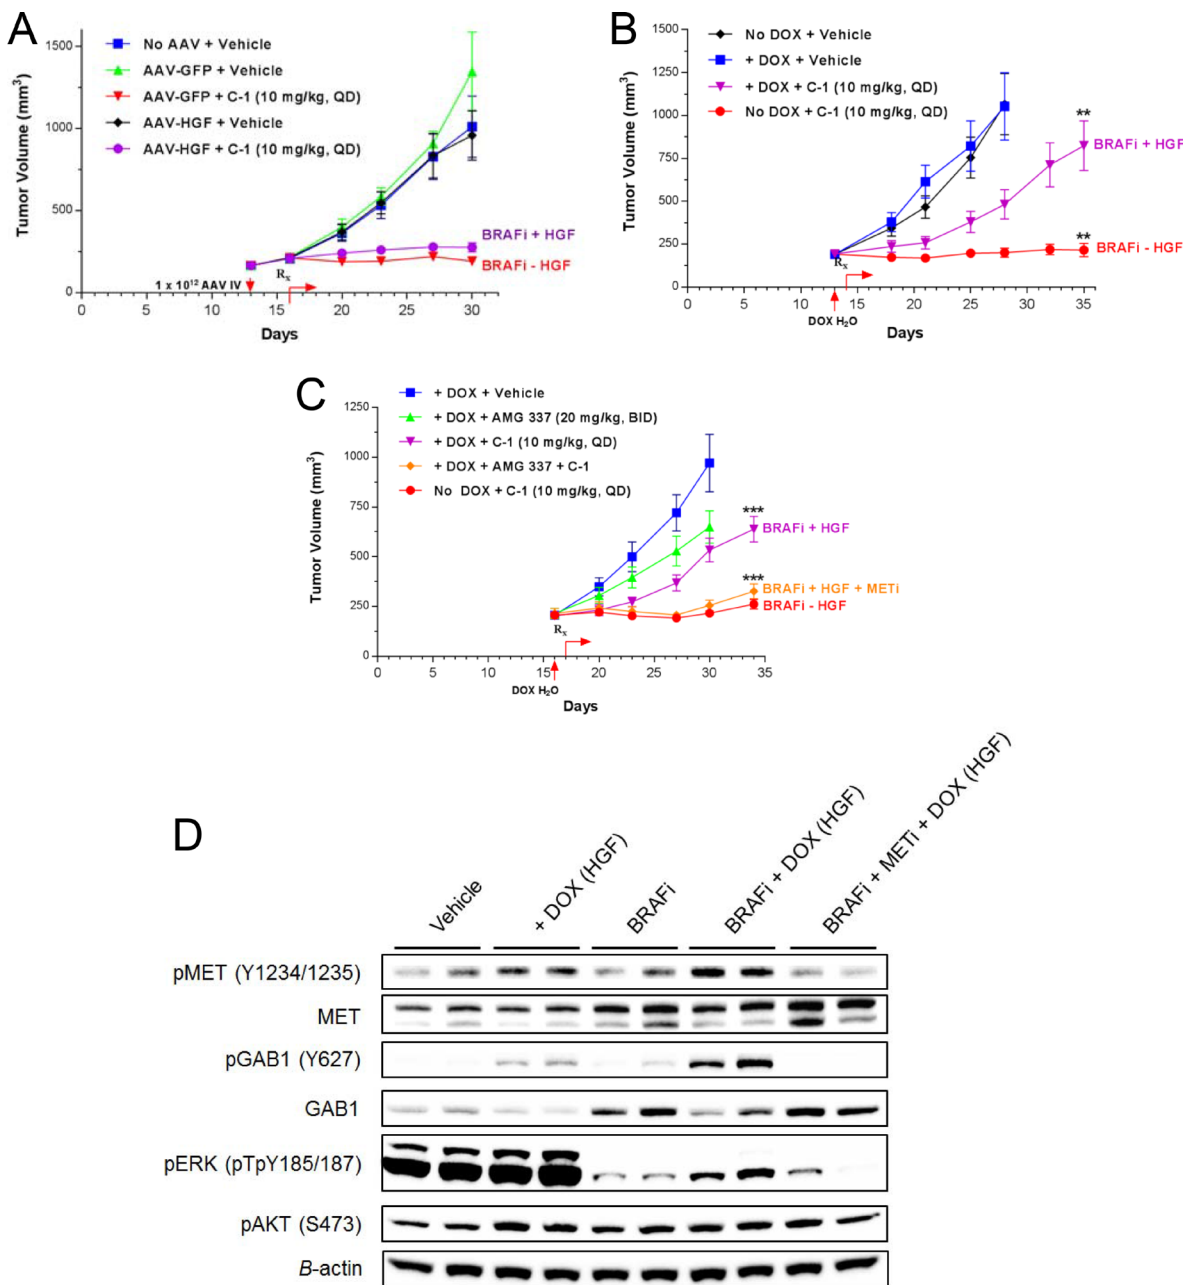 A
No AAV + Vehicle
AAV-GFP + Vehicle
AAV-GFP + C-1 (10 mg/kg, QD)
AAV-HGF + Vehicle
AAV-HGF + C-1 (10 mg/kg, QD)
Tumor Volume (mm³)
1500
1000
500
0
BRAFi + HGF
BRAFi - HGF
Rx
1 x 10¹² AAV IV
0 10 20 30
Days
B
No DOX + Vehicle
+ DOX + Vehicle
+ DOX + C-1 (10 mg/kg, QD)
No DOX + C-1 (10 mg/kg, QD)
Tumor Volume (mm³)
1500
1250
1000
750
500
250
0
**
BRAFi + HGF
**
BRAFi - HGF
Rx
0 5 10 15 20 25 30 35
DOX H₂O
Days
C
+ DOX + Vehicle
+ DOX + AMG 337 (20 mg/kg, BID)
+ DOX + C-1 (10 mg/kg, QD)
+ DOX + AMG 337 + C-1
No DOX + C-1 (10 mg/kg, QD)
Tumor Volume (mm³)
1250
1000
750
500
250
0
***
BRAFi + HGF
***
BRAFi + HGF + METi
BRAFi - HGF
Rx
0 5 10 15 20 25 30 35
DOX H₂O
Days
D
Vehicle
+ DOX (HGF)
BRAFi
BRAFi + DOX (HGF)
BRAFi + METi + DOX (HGF)
pMET (Y1234/1235)
MET
pGAB1 (Y627)
GAB1
pERK (pTpY185/187)
pAKT (S473)
B-actin